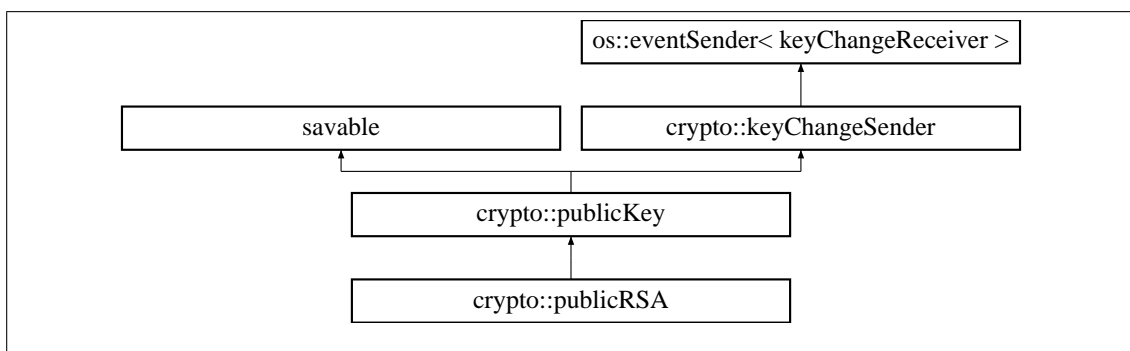 os::eventSender< keyChangeReceiver >
savable
crypto::keyChangeSender
crypto::publicKey
crypto::publicRSA